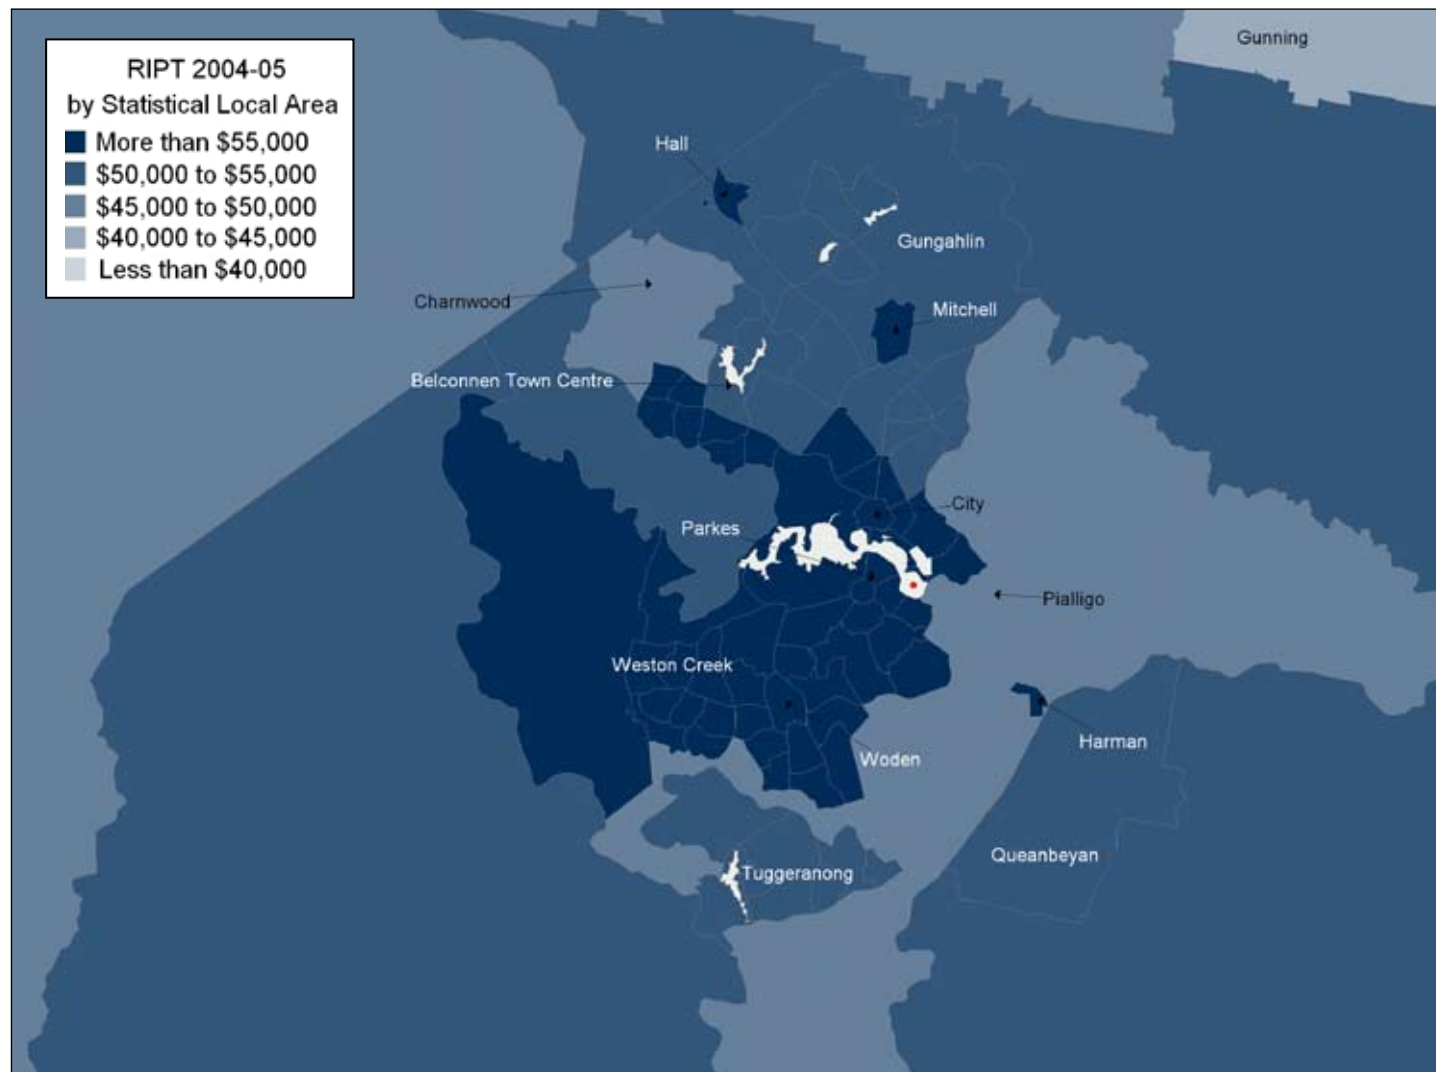 RIPT 2004-05
by Statistical Local Area
More than $55,000
$50,000 to $55,000
$45,000 to $50,000
$40,000 to $45,000
Less than $40,000
Gunning
Hall
Gungahlin
Charnwood
Mitchell
Belconnen Town Centre
City
Parkes
Pialligo
Weston Creek
Harman
Woden
Queanbeyan
Tuggeranong